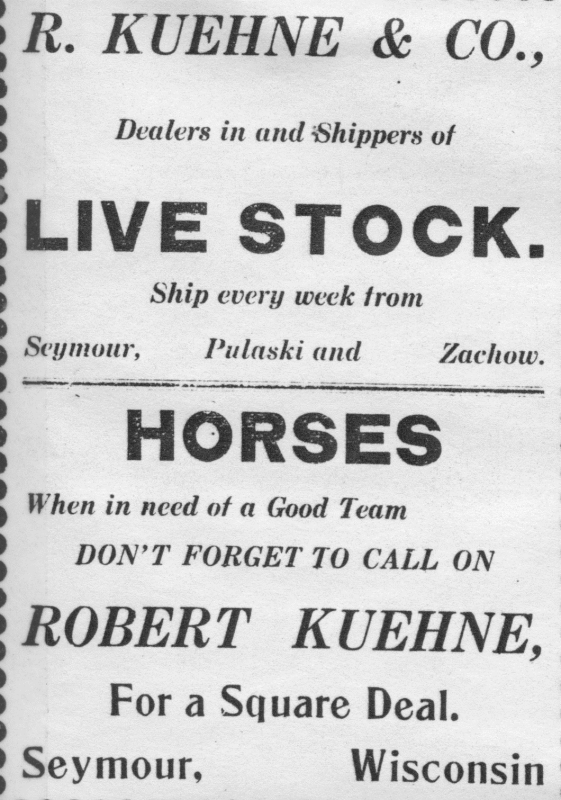 R. KUEHNE & CO.,
Dealers in and Shippers of
LIVE STOCK.
Ship every week from
Seymour, Pulaski and Zachow.
HORSES
When in need of a Good Team
DON'T FORGET TO CALL ON
ROBERT KUEHNE,
For a Square Deal.
Seymour, Wisconsin